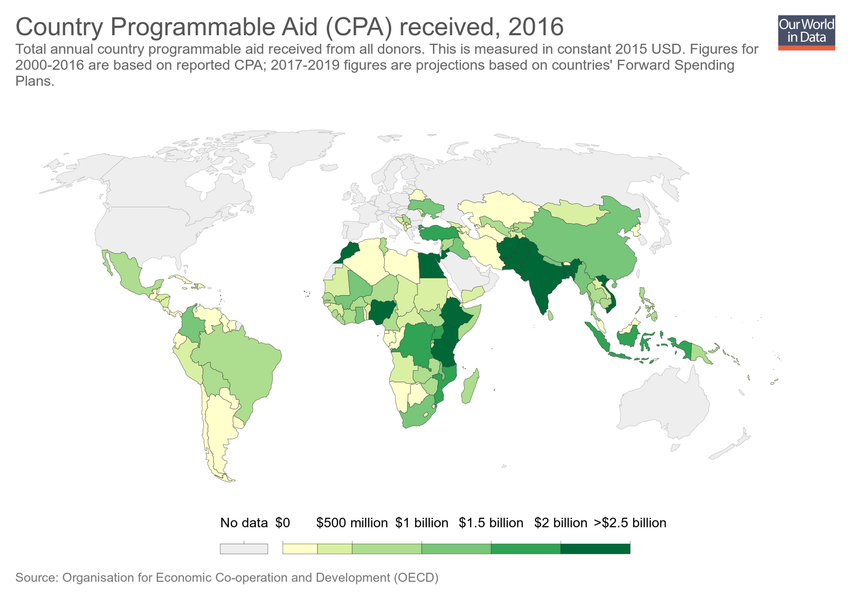 Country Programmable Aid (CPA) received, 2016
Our World
in Data
Total annual country programmable aid received from all donors. This is measured in constant 2015 USD. Figures for
2000-2016 are based on reported CPA; 2017-2019 figures are projections based on countries' Forward Spending
Plans.
No data $0 $500 million $1 billion $1.5 billion $2 billion >$2.5 billion
Source: Organisation for Economic Co-operation and Development (OECD)